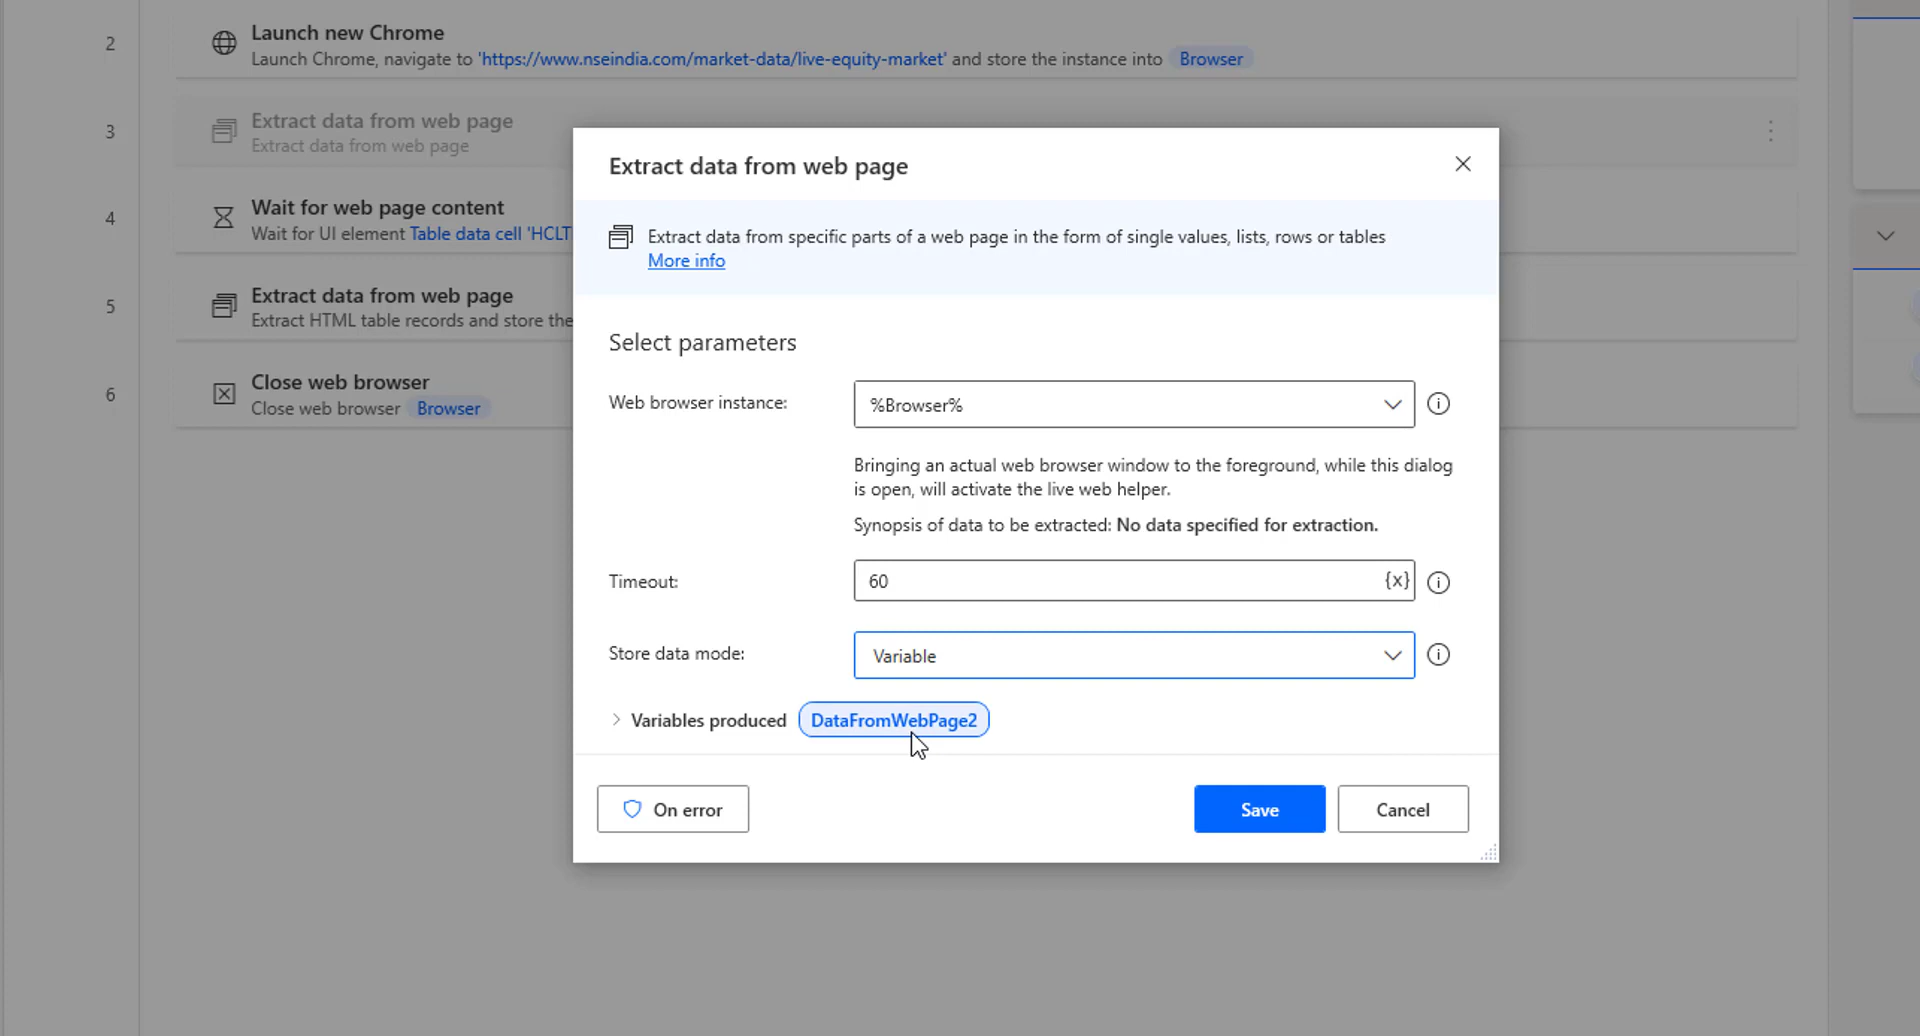 2
Launch new Chrome
Launch Chrome, navigate to 'https://www.nseindia.com/market-data/live-equity-market' and store the instance into Browser
3
Extract data from web page
Extract data from web page
4
Wait for web page content
Wait for UI element Table data cell 'HCLT
5
Extract data from web page
Extract HTML table records and store the
6
Close web browser
Close web browser Browser
Extract data from web page
Extract data from specific parts of a web page in the form of single values, lists, rows or tables
More info
Select parameters
Web browser instance:
%Browser%
Bringing an actual web browser window to the foreground, while this dialog
is open, will activate the live web helper.
Synopsis of data to be extracted: No data specified for extraction.
Timeout:
60
{x}
Store data mode:
Variable
Variables produced DataFromWebPage2
On error
Save
Cancel